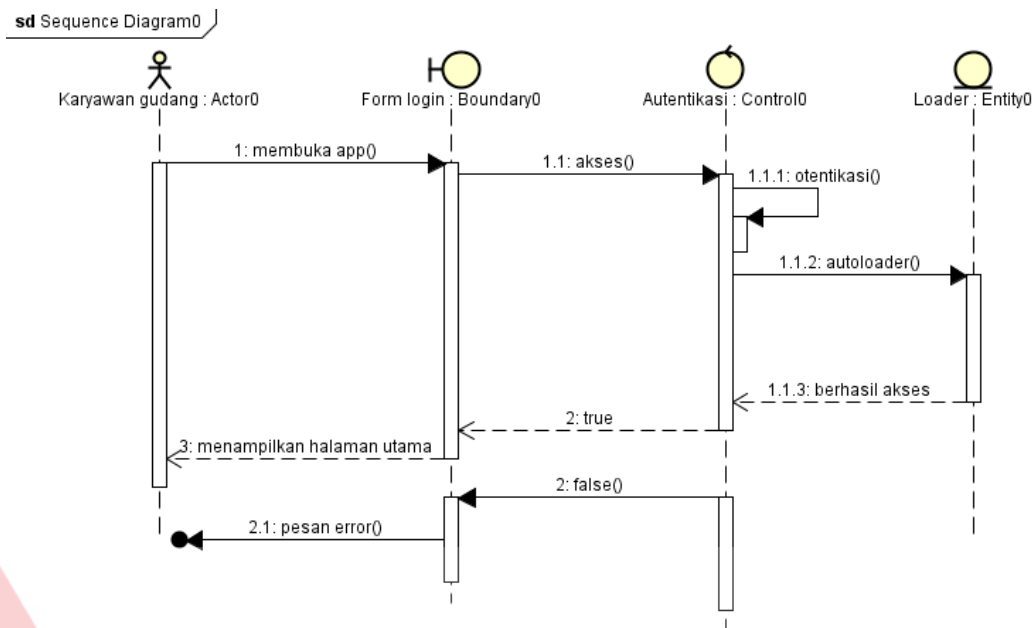 sd Sequence Diagram0
Karyawan gudang : Actor0
Form login : Boundary0
Autentikasi : Control0
Loader : Entity0
1: membuka app()
1.1: akses()
1.1.1: otentikasi()
1.1.2: autoloader()
1.1.3: berhasil akses
2: true
3: menampilkan halaman utama
2: false()
2.1: pesan error()